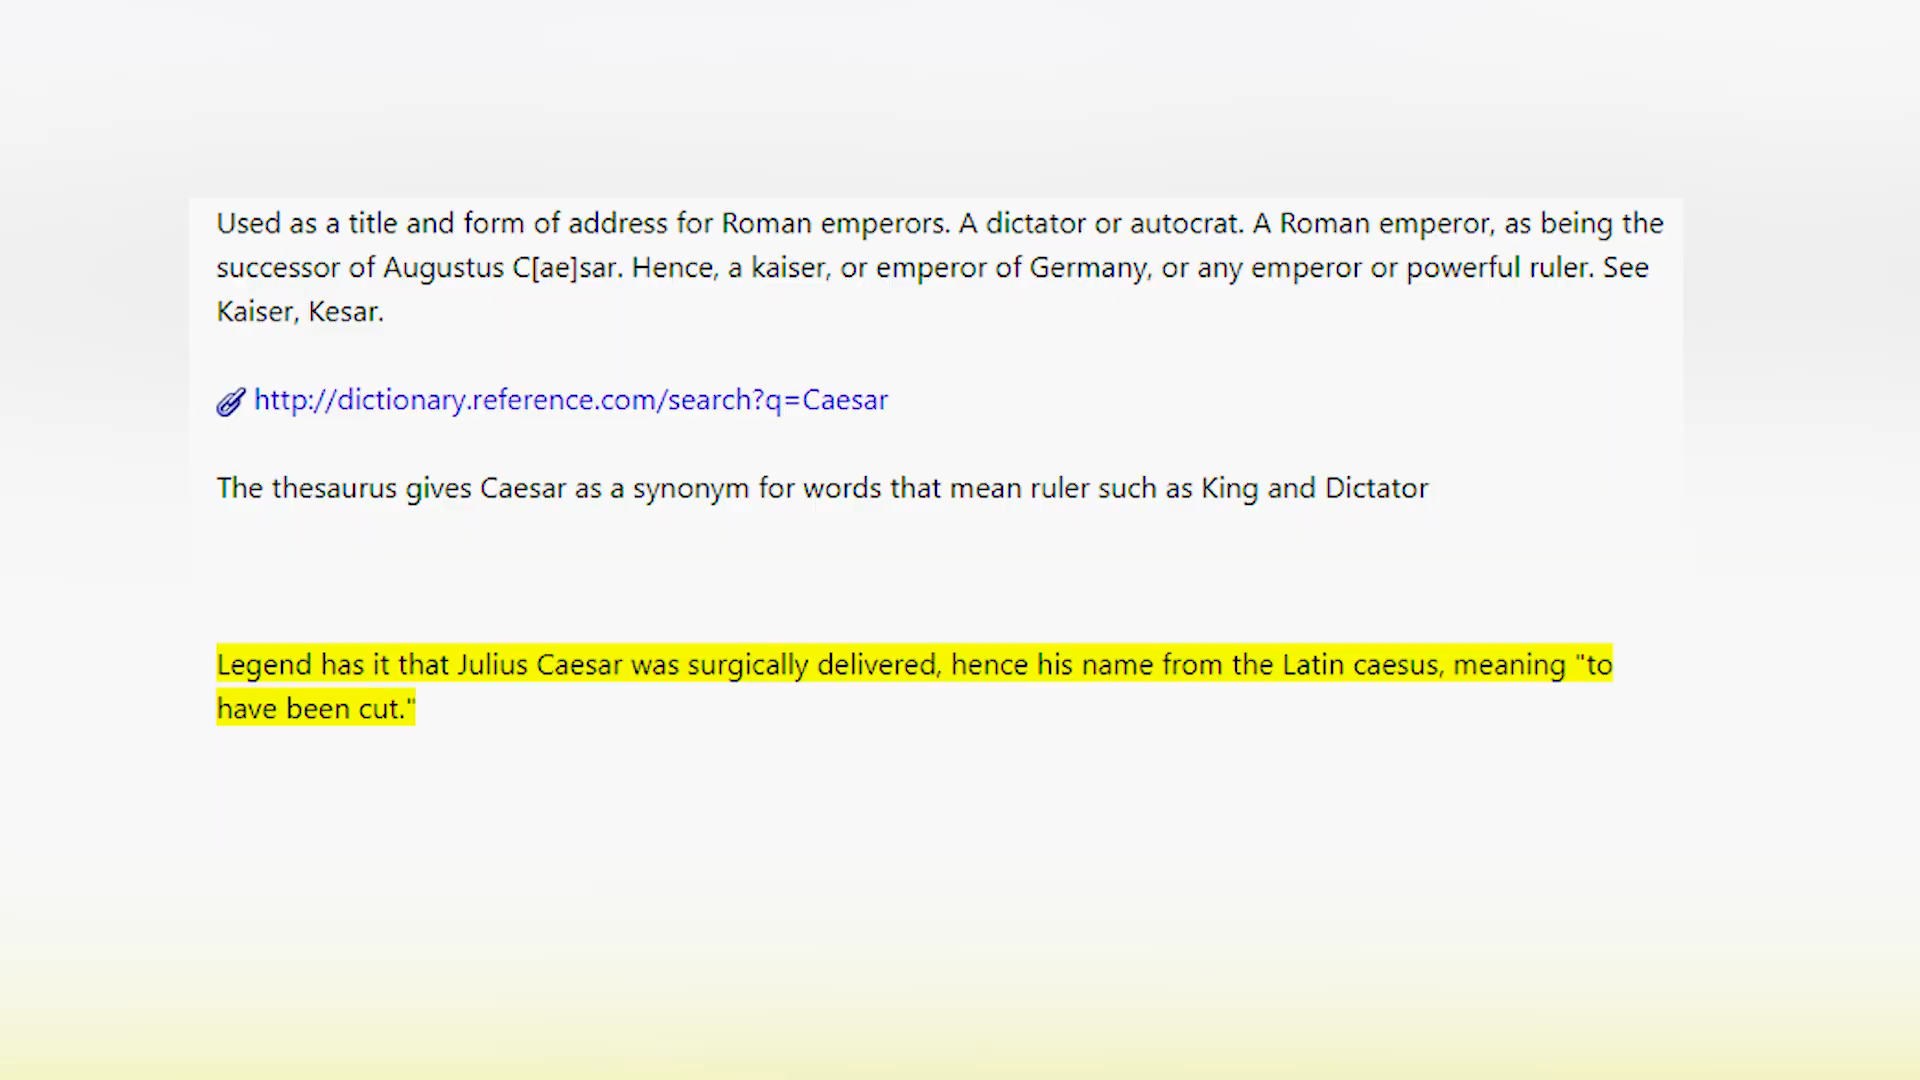 Used as a title and form of address for Roman emperors. A dictator or autocrat. A Roman emperor, as being the
successor of Augustus C[ae]sar. Hence, a kaiser, or emperor of Germany, or any emperor or powerful ruler. See
Kaiser, Kesar.
http://dictionary.reference.com/search?q=Caesar
The thesaurus gives Caesar as a synonym for words that mean ruler such as King and Dictator
Legend has it that Julius Caesar was surgically delivered, hence his name from the Latin caesus, meaning "to
have been cut."